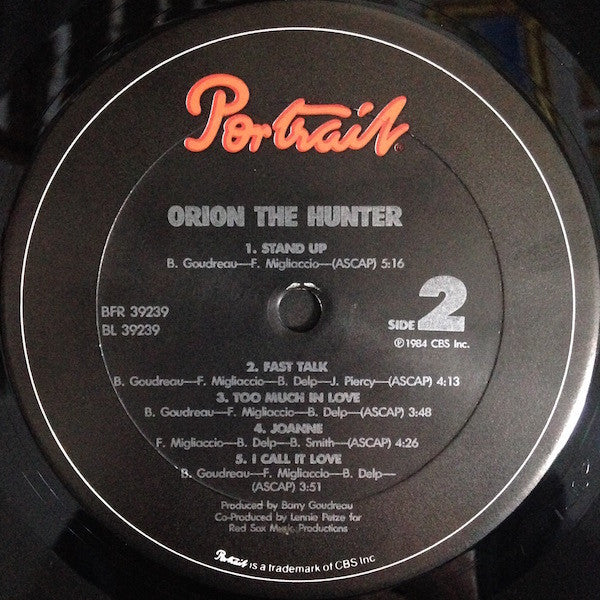 Portrait
ORION THE HUNTER
1. STAND UP
B. Goudreau—F. Migliaccio—(ASCAP) 5:16
BFR 39239
BL 39239
SIDE 2
℗1984 CBS Inc.
2. FAST TALK
B. Goudreau—F. Migliaccio—B. Delp—J. Piercy—(ASCAP) 4:13
3. TOO MUCH IN LOVE
B. Goudreau—F. Migliaccio—B. Delp—(ASCAP) 3:48
4. JOANNE
F. Migliaccio—B. Delp—B. Smith—(ASCAP) 4:26
5. I CALL IT LOVE
B. Goudreau—F. Migliaccio—B. Delp—
(ASCAP) 3:51
Produced by Barry Goudreau
Co-Produced by Lennie Petze for
Red Sox Music Productions
Portrait is a trademark of CBS Inc